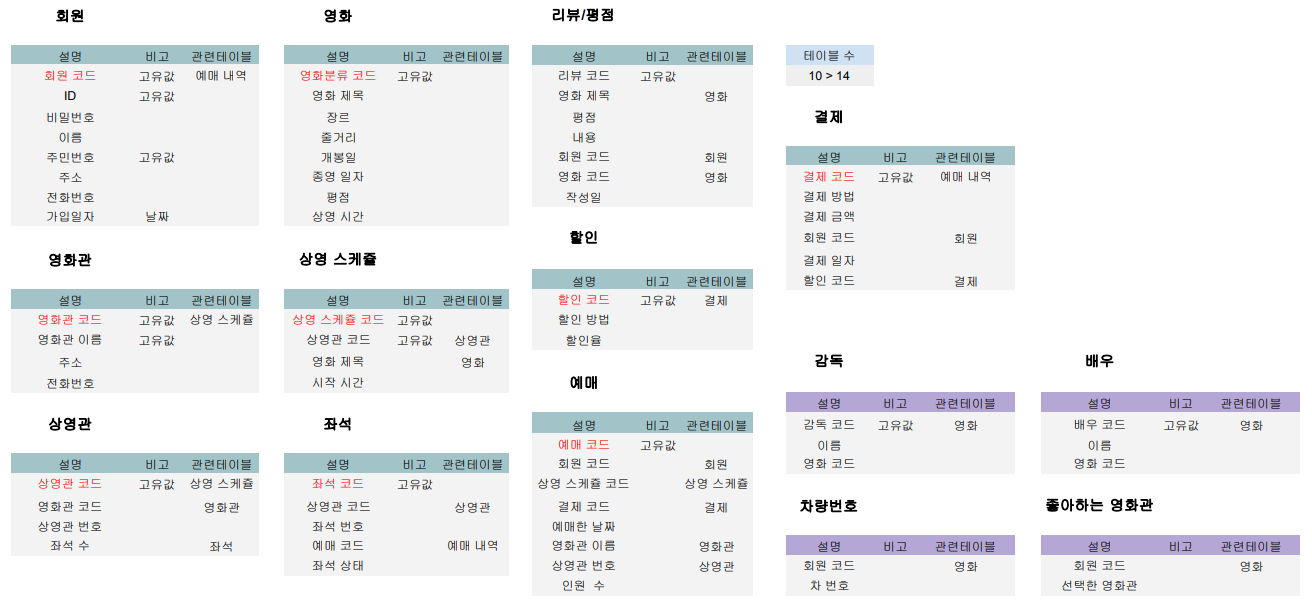 회원
설명 비고 관련테이블
회원 코드 고유값 예매 내역
ID 고유값
비밀번호
이름
주민번호 고유값
주소
전화번호
가입일자 날짜
영화
설명 비고 관련테이블
영화분류 코드 고유값
영화 제목
장르
줄거리
개봉일
종영 일자
평점
상영 시간
리뷰/평점
설명 비고 관련테이블
리뷰 코드 고유값
영화 제목 영화
평점
내용
회원 코드 회원
영화 코드 영화
작성일
테이블 수
10 > 14
결제
설명 비고 관련테이블
결제 코드 고유값 예매 내역
결제 방법
결제 금액
회원 코드 회원
결제 일자
할인 코드 결제
영화관
설명 비고 관련테이블
영화관 코드 고유값 상영 스케쥴
영화관 이름 고유값
주소
전화번호
상영 스케쥴
설명 비고 관련테이블
상영 스케쥴 코드 고유값
상영관 코드 고유값 상영관
영화 제목 영화
시작 시간
할인
설명 비고 관련테이블
할인 코드 고유값 결제
할인 방법
할인율
상영관
설명 비고 관련테이블
상영관 코드 고유값 상영 스케쥴
영화관 코드 영화관
상영관 번호
좌석 수 좌석
좌석
설명 비고 관련테이블
좌석 코드 고유값
상영관 코드 상영관
좌석 번호
예매 코드 예매 내역
좌석 상태
예매
설명 비고 관련테이블
예매 코드 고유값
회원 코드 회원
상영 스케쥴 코드 상영 스케쥴
결제 코드 결제
예매한 날짜
영화관 이름 영화관
상영관 번호 상영관
인원 수
감독
설명 비고 관련테이블
감독 코드 고유값 영화
이름
영화 코드
배우
설명 비고 관련테이블
배우 코드 고유값 영화
이름
영화 코드
차량번호
설명 비고 관련테이블
회원 코드 영화
차 번호
좋아하는 영화관
설명 비고 관련테이블
회원 코드 영화
선택한 영화관